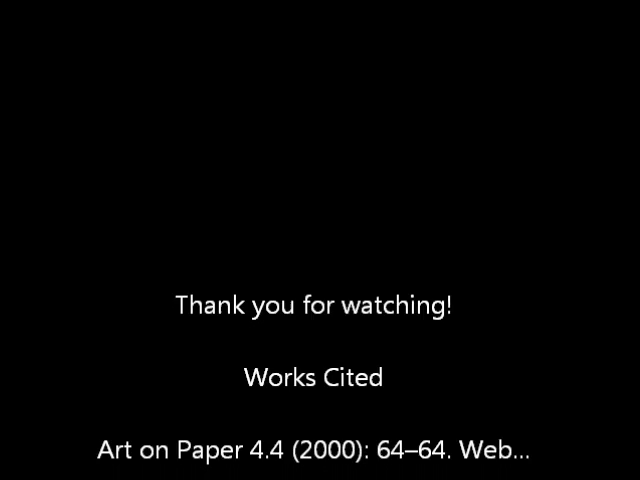 Thank you for watching!
Works Cited
Art on Paper 4.4 (2000): 64–64. Web...